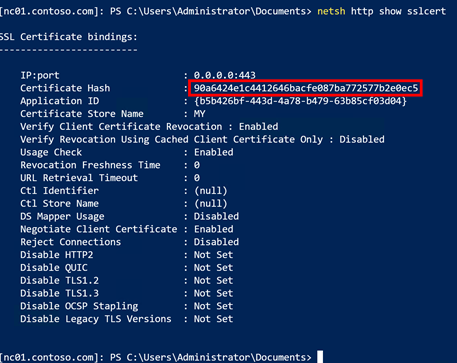 [nc01.contoso.com]: PS C:\Users\Administrator\Documents> netsh http show sslcert
SSL Certificate bindings:
-------------------------
IP:port : 0.0.0.0:443
Certificate Hash : 90a6424e1c4412646bacfe087ba772577b2e0ec5
Application ID : {b5b426bf-443d-4a78-b479-63b85cf03d04}
Certificate Store Name : MY
Verify Client Certificate Revocation : Enabled
Verify Revocation Using Cached Client Certificate Only : Disabled
Usage Check : Enabled
Revocation Freshness Time : 0
URL Retrieval Timeout : 0
Ctl Identifier : (null)
Ctl Store Name : (null)
DS Mapper Usage : Disabled
Negotiate Client Certificate : Enabled
Reject Connections : Disabled
Disable HTTP2 : Not Set
Disable QUIC : Not Set
Disable TLS1.2 : Not Set
Disable TLS1.3 : Not Set
Disable OCSP Stapling : Not Set
Disable Legacy TLS Versions : Not Set
[nc01.contoso.com]: PS C:\Users\Administrator\Documents>